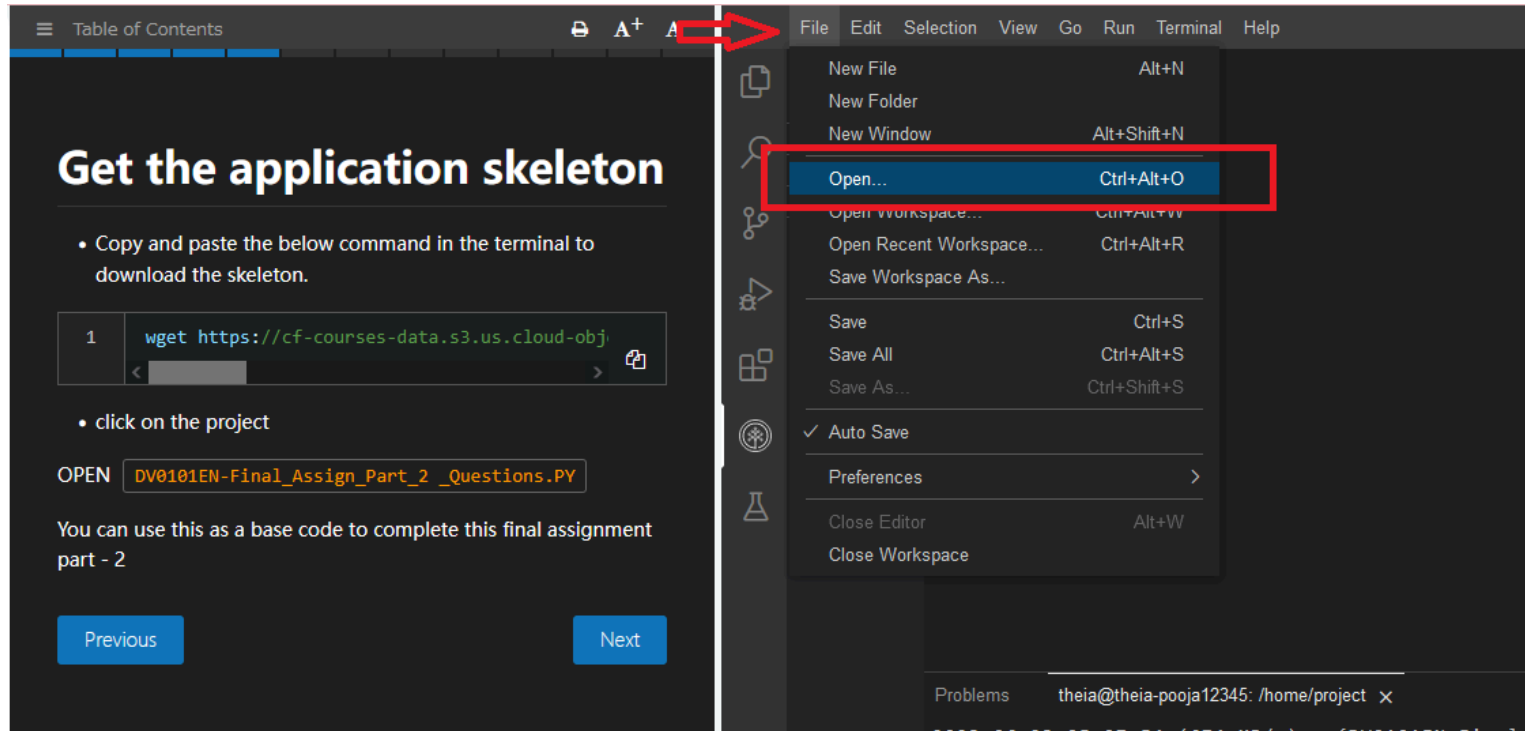 Table of Contents
A+ A
Get the application skeleton
• Copy and paste the below command in the terminal to
download the skeleton.
1 wget https://cf-courses-data.s3.us.cloud-obj
• click on the project
OPEN DV0101EN-Final_Assign_Part_2 _Questions.PY
You can use this as a base code to complete this final assignment
part - 2
Previous Next
File Edit Selection View Go Run Terminal Help
New File Alt+N
New Folder
New Window Alt+Shift+N
Open... Ctrl+Alt+O
Open Workspace... Ctrl+Alt+W
Open Recent Workspace... Ctrl+Alt+R
Save Workspace As...
Save Ctrl+S
Save All Ctrl+Alt+S
Save As... Ctrl+Shift+S
Auto Save
Preferences
Close Editor Alt+W
Close Workspace
Problems theia@theia-pooja12345: /home/project